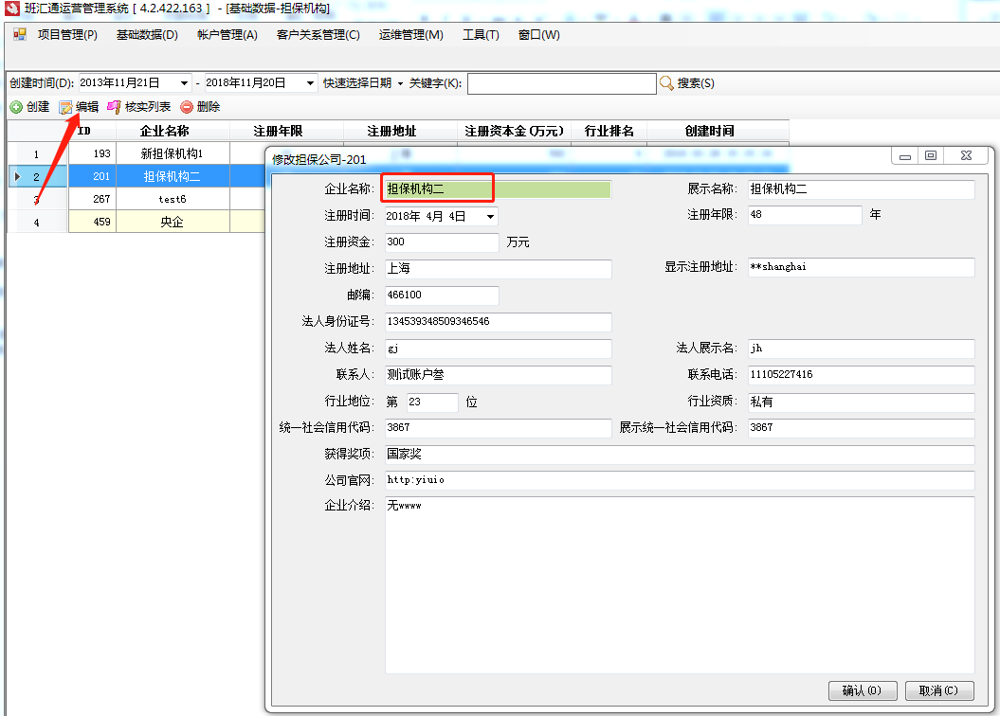 班汇通运营管理系统 [ 4.2.422.163 ] - [基础数据-担保机构]
项目管理(P) 基础数据(D) 帐户管理(A) 客户关系管理(C) 运维管理(M) 工具(T) 窗口(W)
创建时间(D): 2013年11月21日 - 2018年11月20日 快速选择日期 关键字(K): 搜索(S)
创建 编辑 核实列表 删除
ID 企业名称 注册年限 注册地址 注册资本金(万元) 行业排名 创建时间
1 193 新担保机构1
2 201 担保机构二
3 267 test6
4 459 央企
修改担保公司-201
企业名称: 担保机构二 展示名称: 担保机构二
注册时间: 2018年 4月 4日 注册年限: 48 年
注册资金: 300 万元
注册地址: 上海 显示注册地址: **shanghai
邮编: 466100
法人身份证号: 134539348509346546
法人姓名: gj 法人展示名: jh
联系人: 测试账户叁 联系电话: 11105227416
行业地位: 第 23 位 行业资质: 私有
统一社会信用代码: 3867 展示统一社会信用代码: 3867
获得奖项: 国家奖
公司官网: http:yiuio
企业介绍: 无wwww
确认(O) 取消(C)